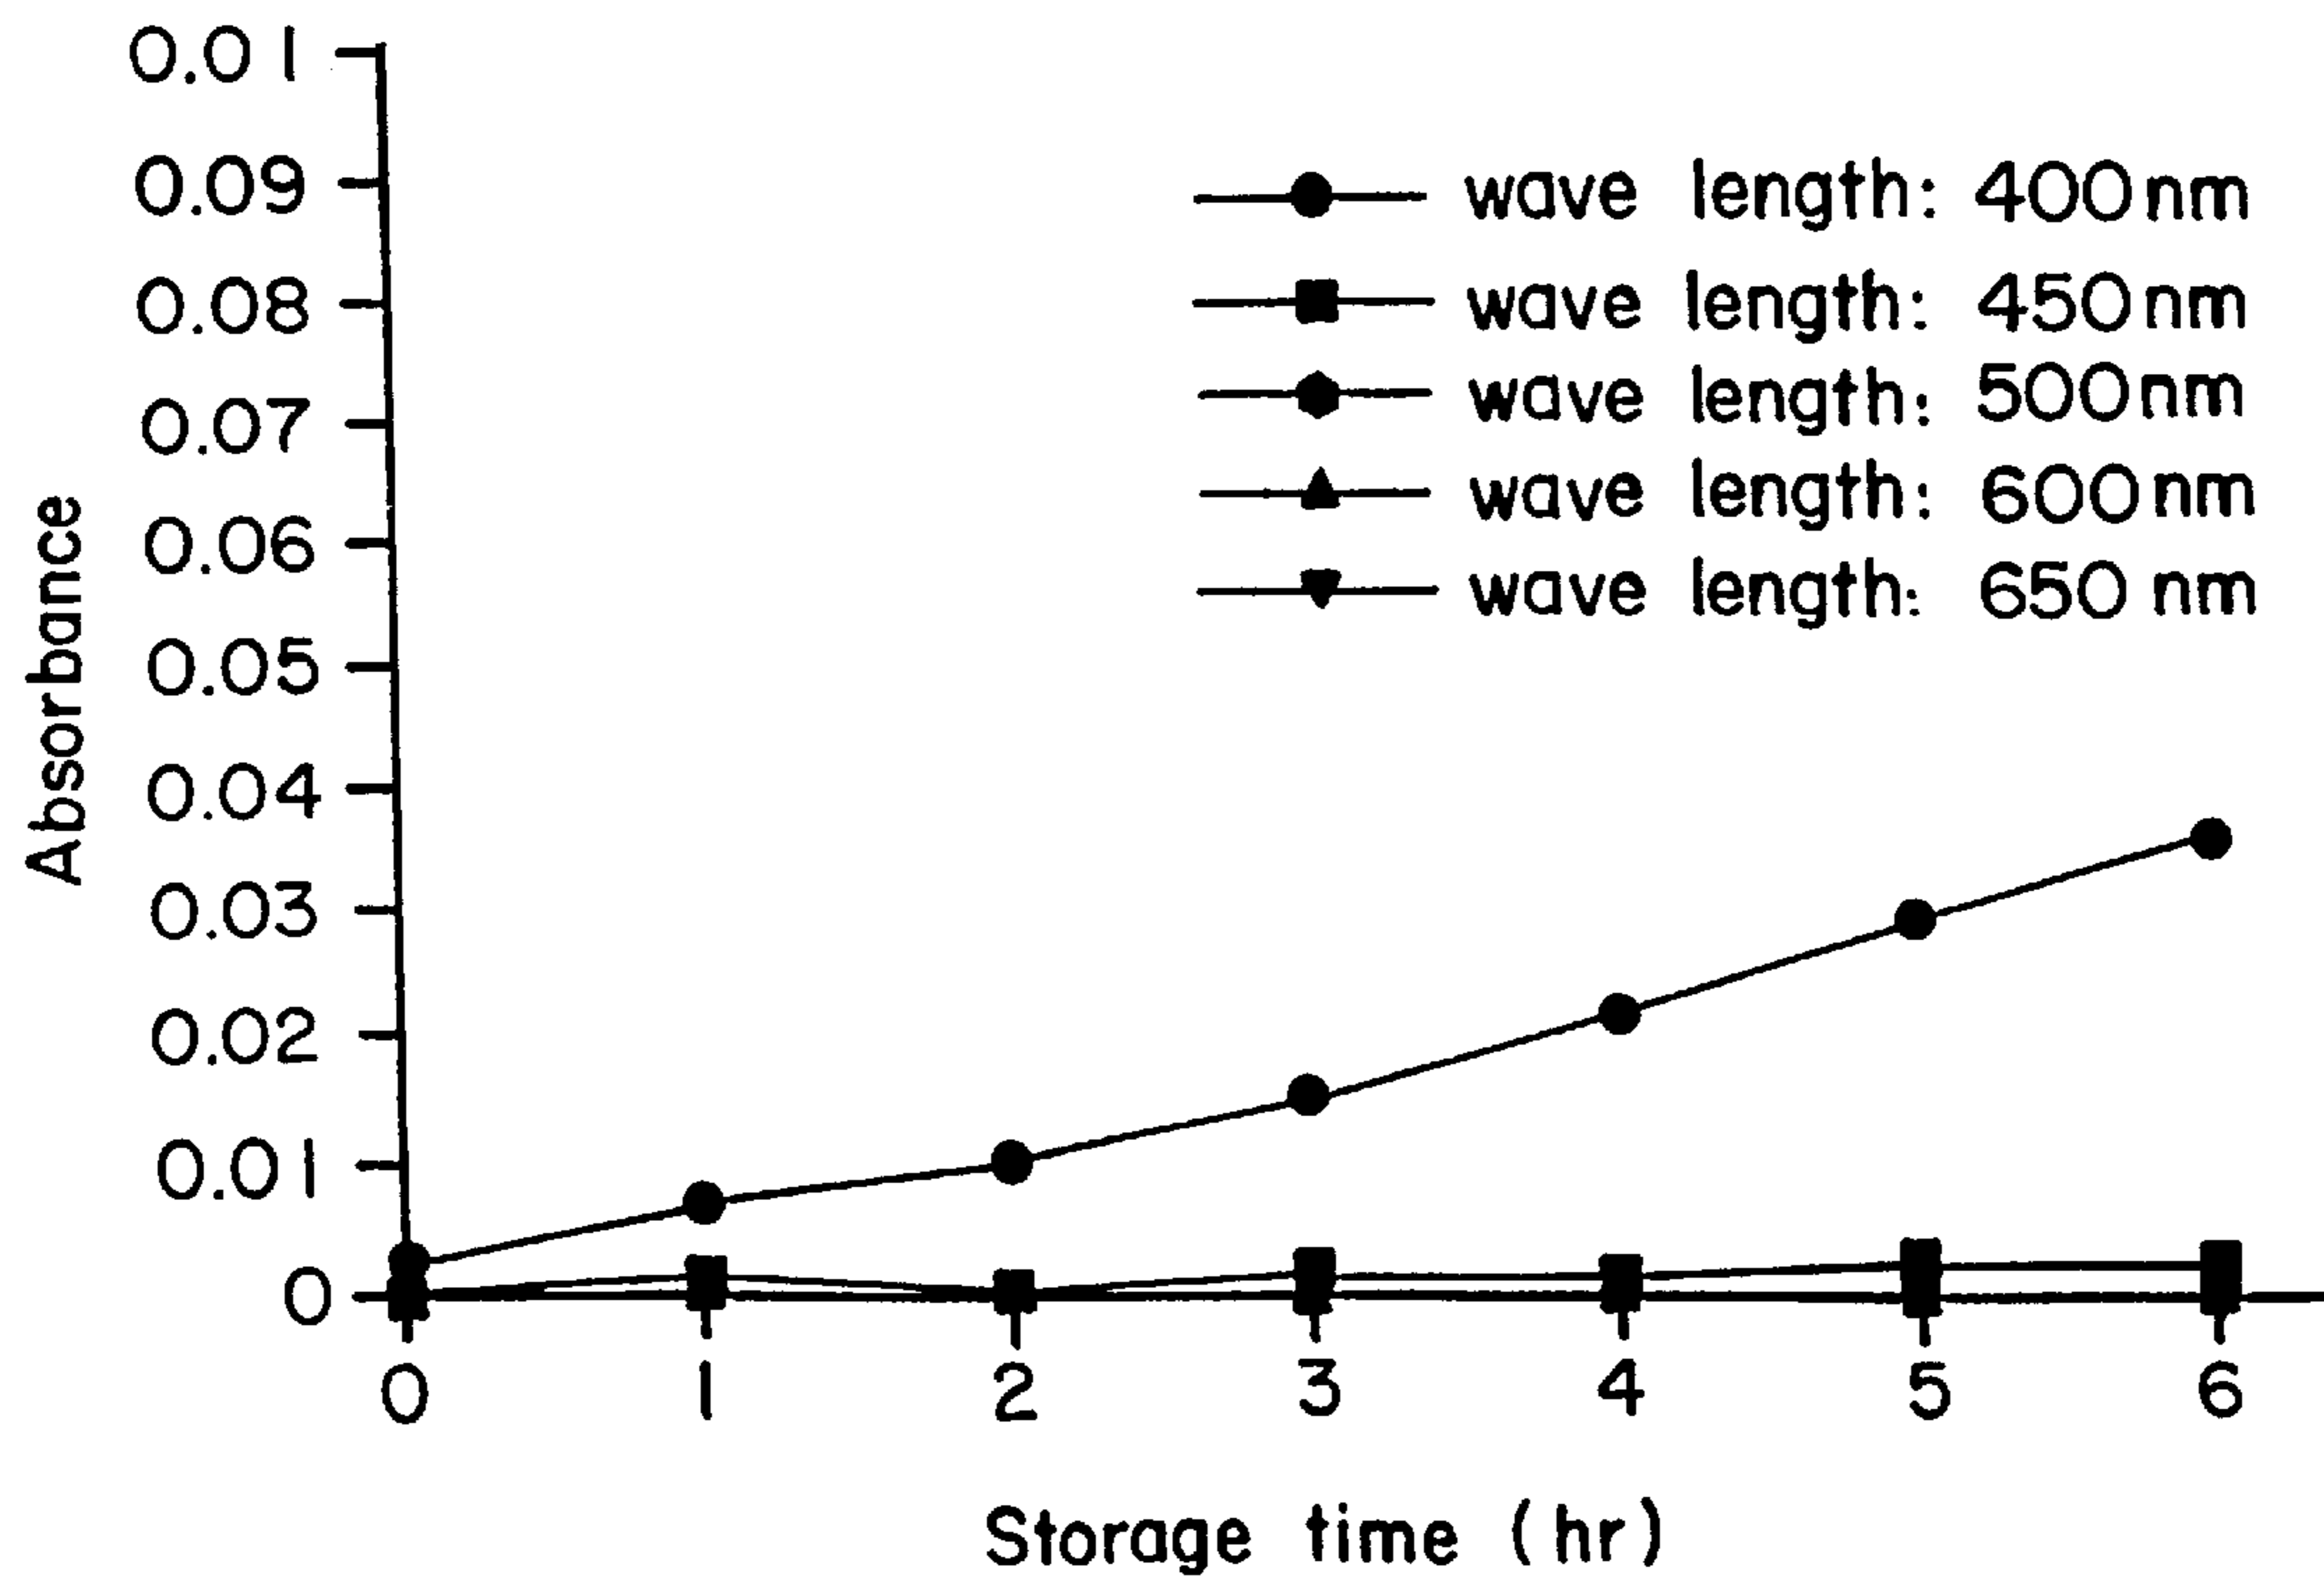 0.01
0.09
0.08
0.07
0.06
0.05
0.04
0.03
0.02
0.01
0
Absorbance
wave length: 400nm
wave length: 450nm
wave length: 500nm
wave length: 600nm
wave length: 650 nm
0 1 2 3 4 5 6
Storage time (hr)